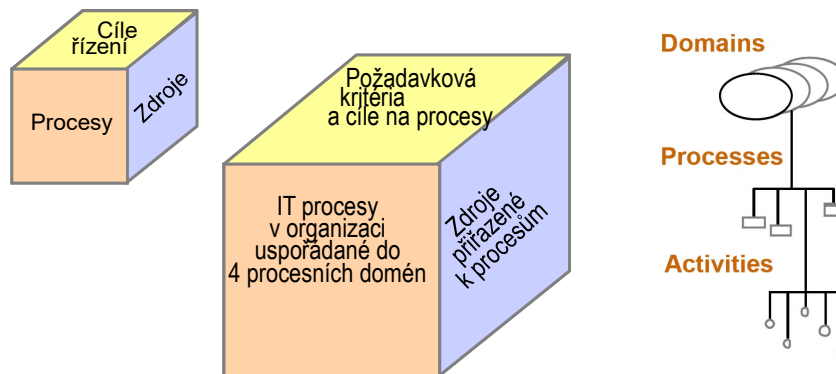 Cíle
řízení
Procesy
Zdroje
Požadavková
kritéria
a cíle na procesy
IT procesy
v organizaci
uspořádané do
4 procesních domén
Zdroje
přiřazené
k procesům
Domains
Processes
Activities